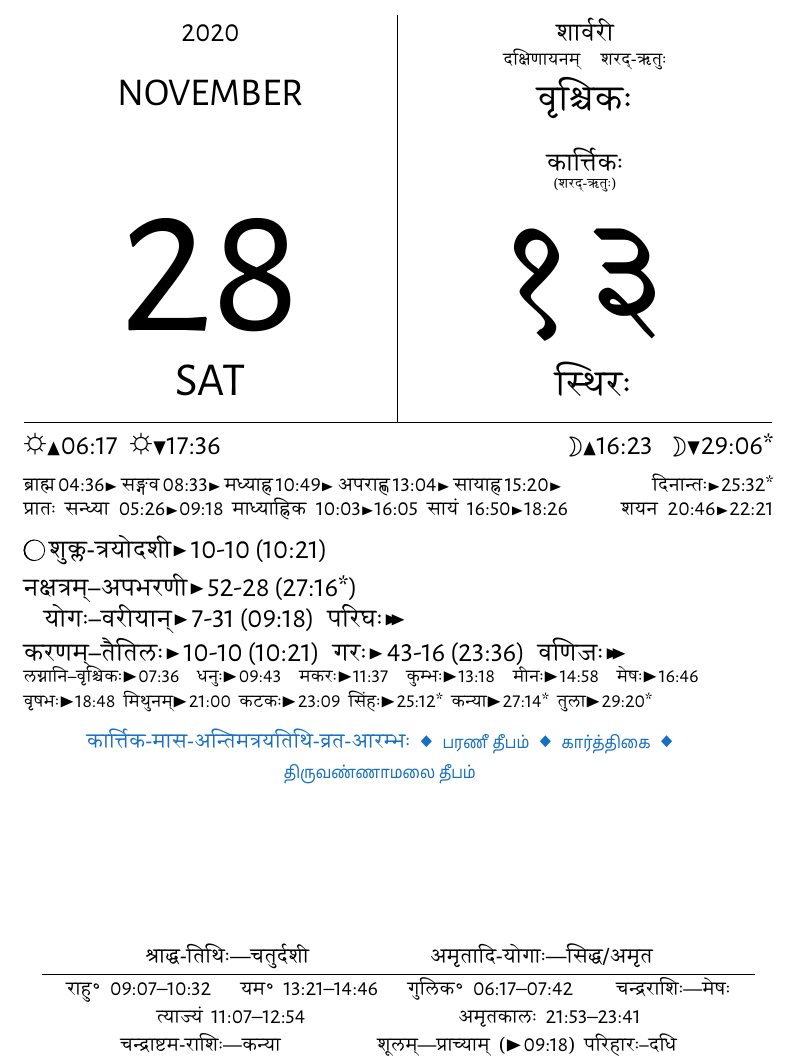 2020
NOVEMBER
28
SAT
शार्वरी
दक्षिणायनम् शरद्-ऋतुः
वृश्चिकः
कार्त्तिकः
(शरद्-ऋतुः)
१३
स्थिरः
☼▲06:17 ☼▼17:36 ☽▲16:23 ☽▼29:06*
ब्राह्म 04:36► सङ्गव 08:33► मध्याह्न 10:49► अपराह्ण 13:04► सायाह्न 15:20► दिनान्तः►25:32*
प्रातः सन्ध्या 05:26►09:18 माध्याह्निक 10:03►16:05 सायं 16:50►18:26 शयन 20:46►22:21
◯ शुक्ल-त्रयोदशी►10-10 (10:21)
नक्षत्रम्–अपभरणी►52-28 (27:16*)
योगः–वरीयान्►7-31 (09:18) परिघः►►
करणम्–तैतिलः►10-10 (10:21) गरः►43-16 (23:36) वणिजः►►
लग्नानि–वृश्चिकः►07:36 धनुः►09:43 मकरः►11:37 कुम्भः►13:18 मीनः►14:58 मेषः►16:46
वृषभः►18:48 मिथुनम्►21:00 कटकः►23:09 सिंहः►25:12* कन्या►27:14* तुला►29:20*
कार्त्तिक-मास-अन्तिमत्रयतिथि-व्रत-आरम्भः ◆ பரணீ தீபம் ◆ கார்த்திகை ◆
திருவண்ணாமலை தீபம்
श्राद्ध-तिथिः—चतुर्दशी अमृतादि-योगाः—सिद्ध/अमृत
राहु॰ 09:07–10:32 यम॰ 13:21–14:46 गुलिक॰ 06:17–07:42 चन्द्रराशिः—मेषः
त्याज्यं 11:07–12:54 अमृतकालः 21:53–23:41
चन्द्राष्टम-राशिः—कन्या शूलम्—प्राच्याम् (►09:18) परिहारः–दधि